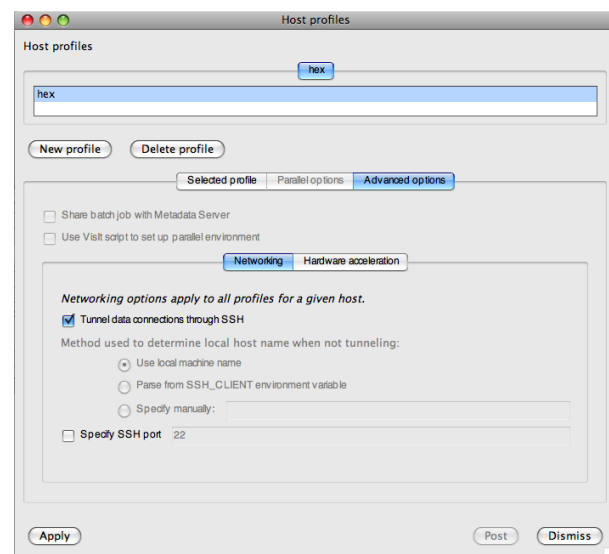 Host profiles
Host profiles
hex
hex
New profile Delete profile
Selected profile Parallel options Advanced options
Share batch job with Metadata Server
Use VisIt script to set up parallel environment
Networking Hardware acceleration
Networking options apply to all profiles for a given host.
Tunnel data connections through SSH
Method used to determine local host name when not tunneling:
Use local machine name
Parse from SSH_CLIENT environment variable
Specify manually:
Specify SSH port 22
Apply Post Dismiss